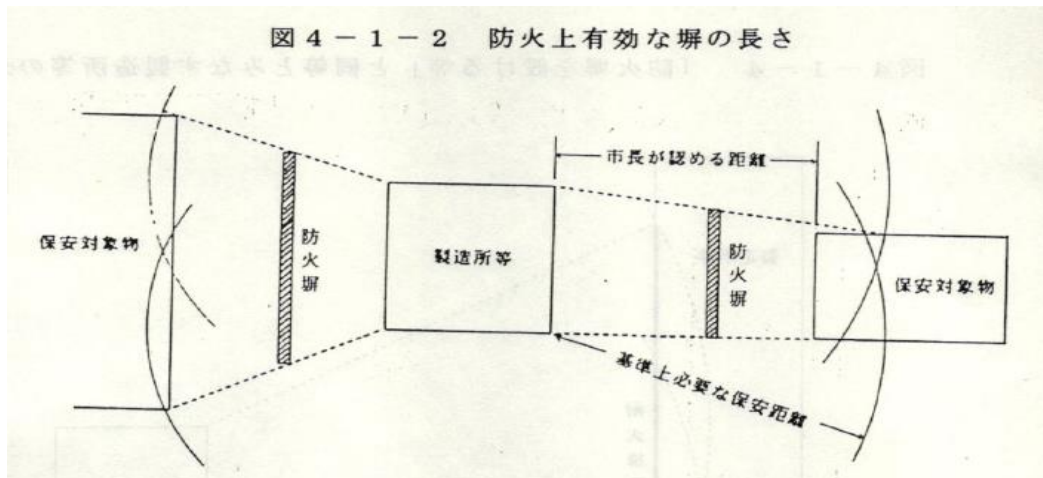 図4-1-2 防火上有効な塀の長さ
市長が認める距離
保安対象物
防火塀
製造所等
防火塀
保安対象物
基準上必要な保安距離